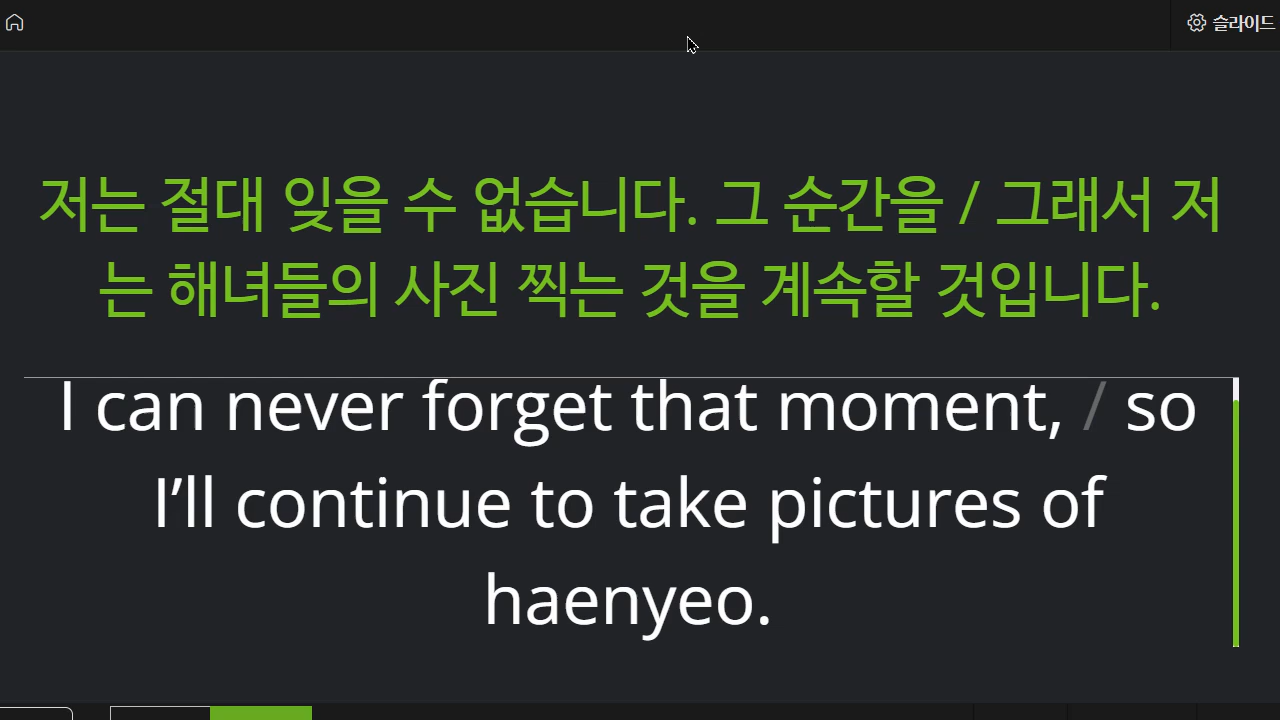 슬라이드
저는 절대 잊을 수 없습니다. 그 순간을 / 그래서 저
는 해녀들의 사진 찍는 것을 계속할 것입니다.
I can never forget that moment, / so
I’ll continue to take pictures of
haenyeo.